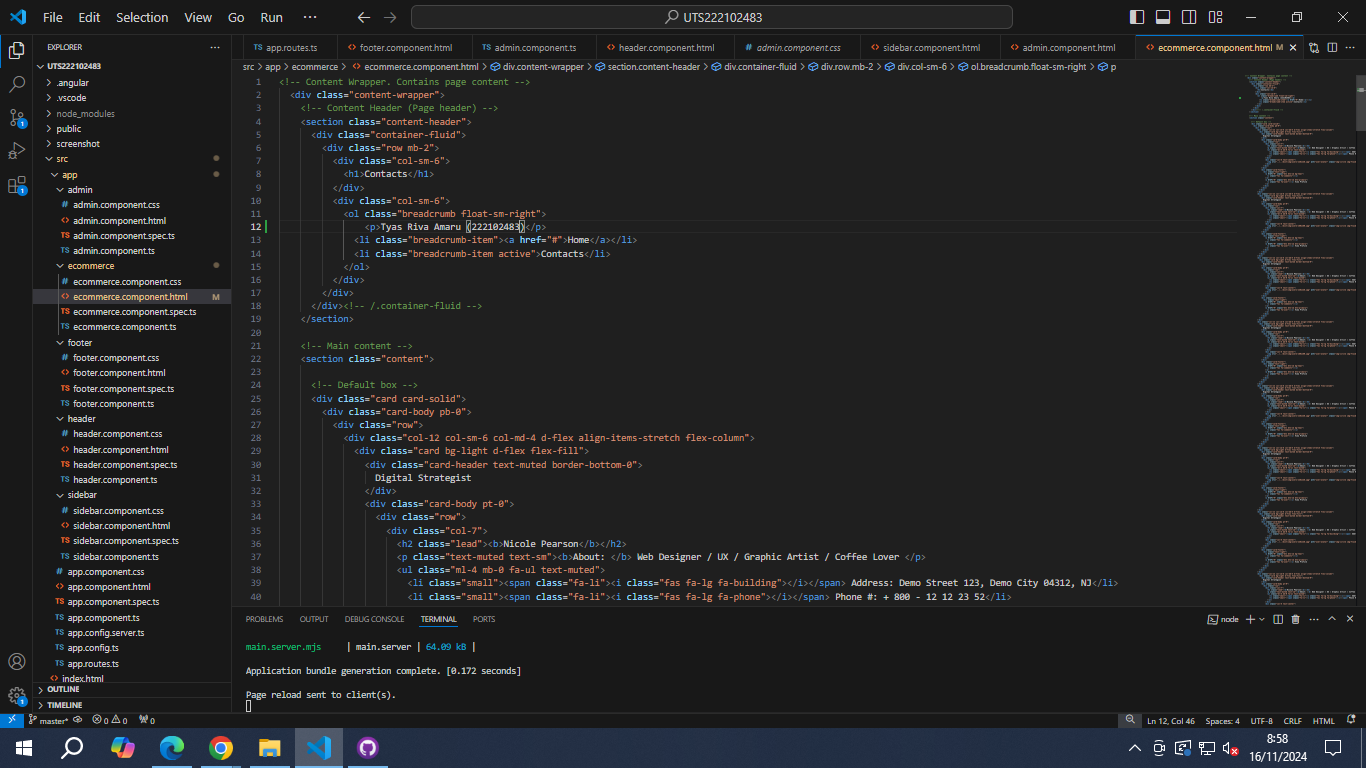 File Edit Selection View Go Run ··· UTS222102483
EXPLORER ···
UTS222102483
.angular
.vscode
node_modules
public
screenshot
src
app
admin
# admin.component.css
<> admin.component.html
TS admin.component.spec.ts
TS admin.component.ts
ecommerce
# ecommerce.component.css
<> ecommerce.component.html M
TS ecommerce.component.spec.ts
TS ecommerce.component.ts
footer
# footer.component.css
<> footer.component.html
TS footer.component.spec.ts
TS footer.component.ts
header
# header.component.css
<> header.component.html
TS header.component.spec.ts
TS header.component.ts
sidebar
# sidebar.component.css
<> sidebar.component.html
TS sidebar.component.spec.ts
TS sidebar.component.ts
# app.component.css
<> app.component.html
TS app.component.spec.ts
TS app.component.ts
TS app.config.server.ts
TS app.config.ts
TS app.routes.ts
<> index.html
OUTLINE
TIMELINE
TS app.routes.ts <> footer.component.html TS admin.component.ts <> header.component.html # admin.component.css <> sidebar.component.html <> admin.component.html <> ecommerce.component.html M
src > app > ecommerce > <> ecommerce.component.html > div.content-wrapper > section.content-header > div.container-fluid > div.row.mb-2 > div.col-sm-6 > ol.breadcrumb.float-sm-right > p
1 <!-- Content Wrapper. Contains page content -->
2 <div class="content-wrapper">
3 <!-- Content Header (Page header) -->
4 <section class="content-header">
5 <div class="container-fluid">
6 <div class="row mb-2">
7 <div class="col-sm-6">
8 <h1>Contacts</h1>
9 </div>
10 <div class="col-sm-6">
11 <ol class="breadcrumb float-sm-right">
12 <p>Tyas Riva Amaru (222102483)</p>
13 <li class="breadcrumb-item"><a href="#">Home</a></li>
14 <li class="breadcrumb-item active">Contacts</li>
15 </ol>
16 </div>
17 </div>
18 </div><!-- /.container-fluid -->
19 </section>
20
21 <!-- Main content -->
22 <section class="content">
23
24 <!-- Default box -->
25 <div class="card card-solid">
26 <div class="card-body pb-0">
27 <div class="row">
28 <div class="col-12 col-sm-6 col-md-4 d-flex align-items-stretch flex-column">
29 <div class="card bg-light d-flex flex-fill">
30 <div class="card-header text-muted border-bottom-0">
31 Digital Strategist
32 </div>
33 <div class="card-body pt-0">
34 <div class="row">
35 <div class="col-7">
36 <h2 class="lead"><b>Nicole Pearson</b></h2>
37 <p class="text-muted text-sm"><b>About: </b> Web Designer / UX / Graphic Artist / Coffee Lover </p>
38 <ul class="ml-4 mb-0 fa-ul text-muted">
39 <li class="small"><span class="fa-li"><i class="fas fa-lg fa-building"></i></span> Address: Demo Street 123, Demo City 04312, NJ</li>
40 <li class="small"><span class="fa-li"><i class="fas fa-lg fa-phone"></i></span> Phone #: + 800 - 12 12 23 52</li>
PROBLEMS OUTPUT DEBUG CONSOLE TERMINAL PORTS node
main.server.mjs | main.server | 64.09 kB |
Application bundle generation complete. [0.172 seconds]
Page reload sent to client(s).
master* 0 0 0 Ln 12, Col 46 Spaces: 4 UTF-8 CRLF HTML
8:58
16/11/2024